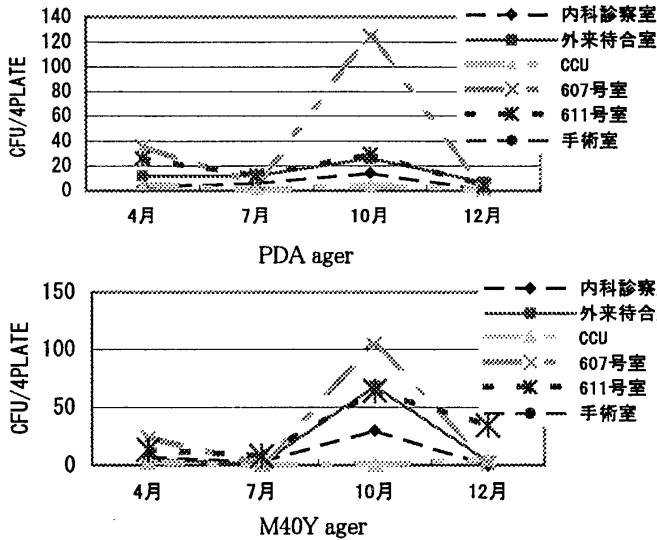 CFU/4PLATE
140
120
100
80
60
40
20
0
4月 7月 10月 12月
内科診察室
外来待合室
CCU
607号室
611号室
手術室
PDA ager
CFU/4PLATE
150
100
50
0
4月 7月 10月 12月
内科診察
外来待合
CCU
607号室
611号室
手術室
M40Y ager